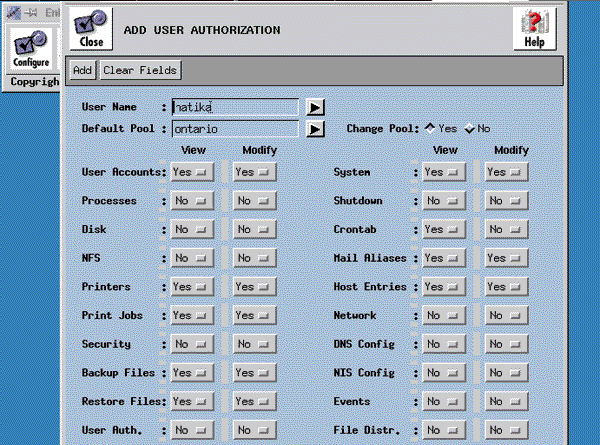 Enl
Close
ADD USER AUTHORIZATION
Help
Configure
Copyrigh
Add
Clear Fields
User Name : natika
Default Pool : ontario
Change Pool: Yes No
View Modify View Modify
User Accounts: Yes Yes System : Yes Yes
Processes : No No Shutdown : No No
Disk : No No Crontab : Yes Yes
NFS : No No Mail Aliases : Yes Yes
Printers : Yes Yes Host Entries : Yes Yes
Print Jobs : Yes Yes Network : No No
Security : No No DNS Config : No No
Backup Files : Yes Yes NIS Config : No No
Restore Files: Yes Yes Events : No No
User Auth. : No No File Distr. : No No